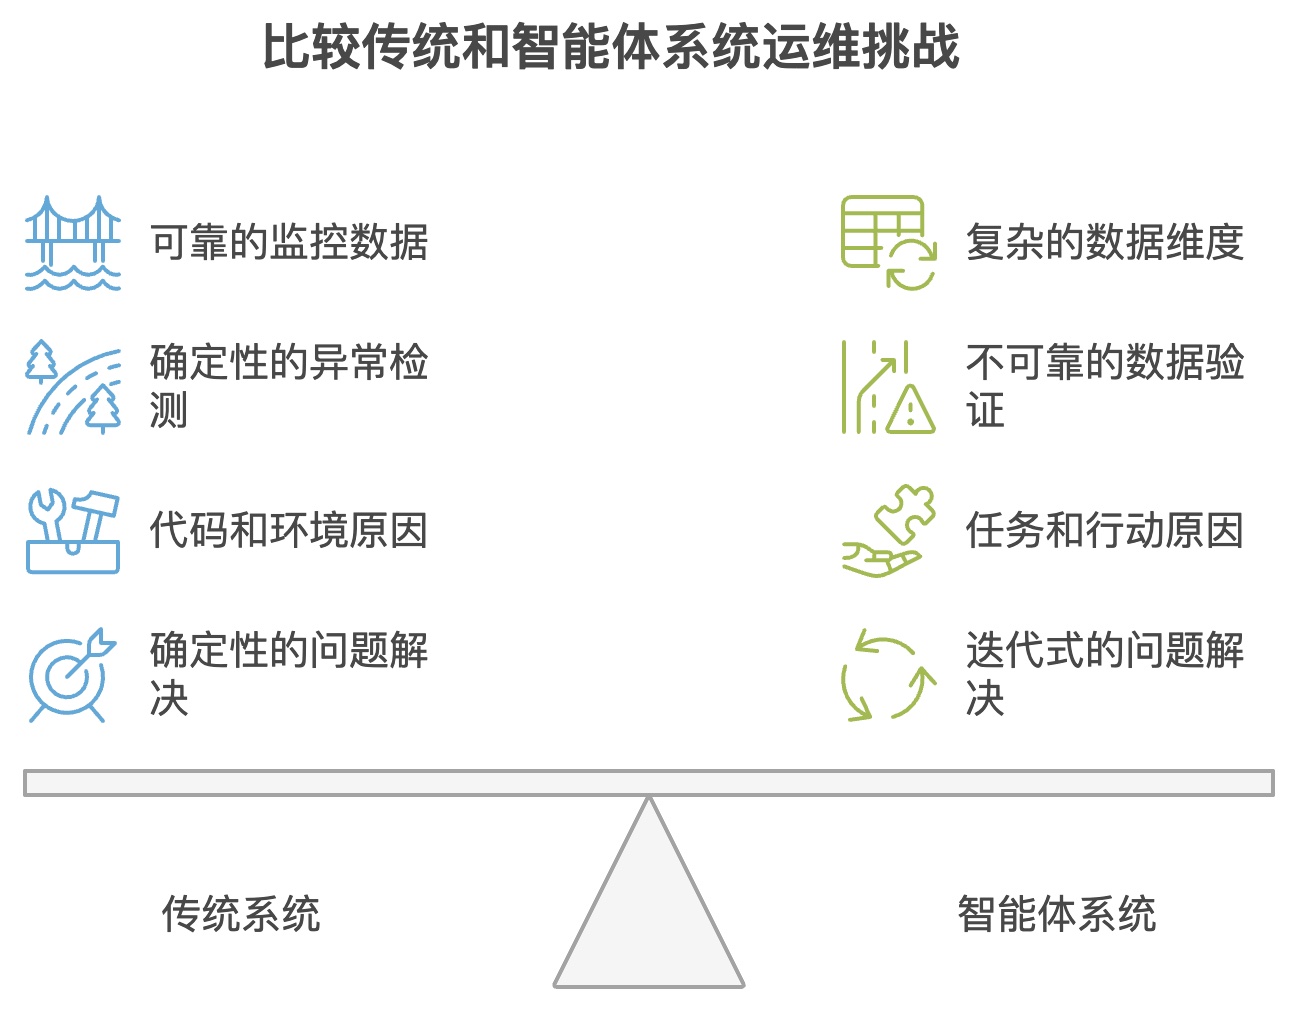 比较传统和智能体系统运维挑战
可靠的监控数据
确定性的异常检
测
代码和环境原因
确定性的问题解
决
复杂的数据维度
不可靠的数据验
证
任务和行动原因
迭代式的问题解
决
传统系统
智能体系统